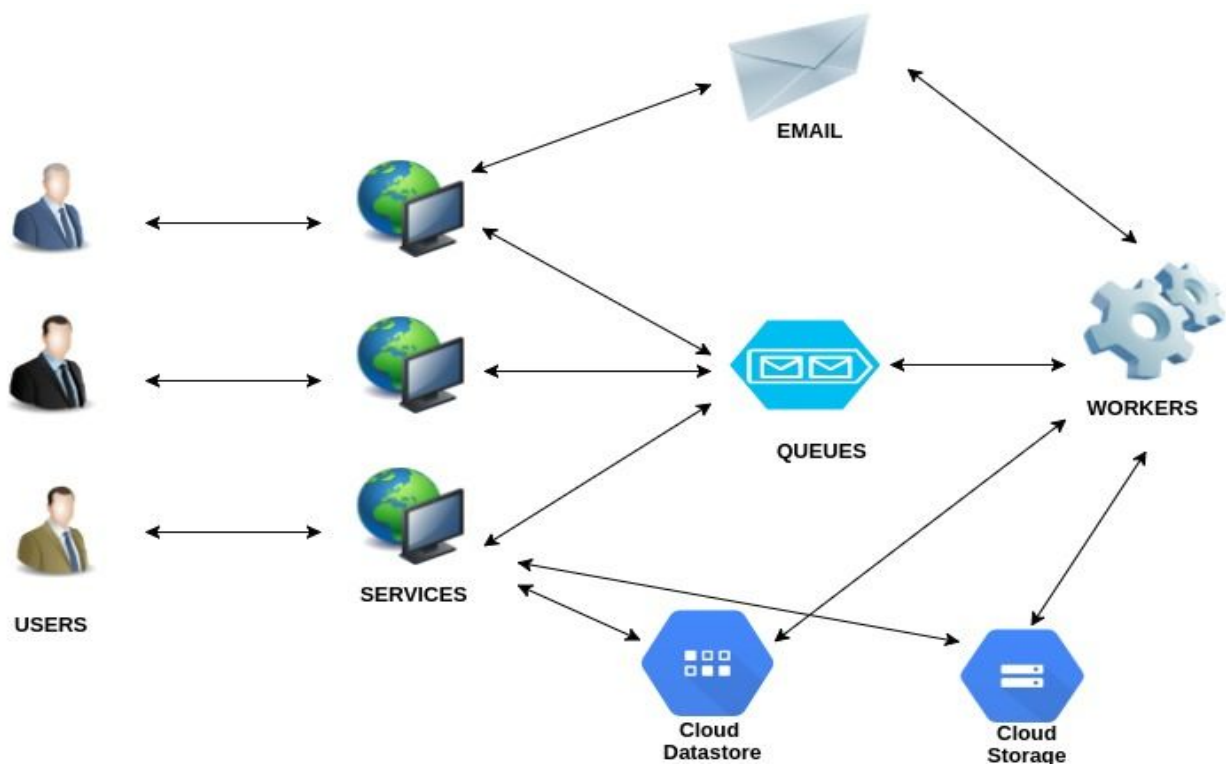 EMAIL
WORKERS
QUEUES
SERVICES
USERS
Cloud
Datastore
Cloud
Storage